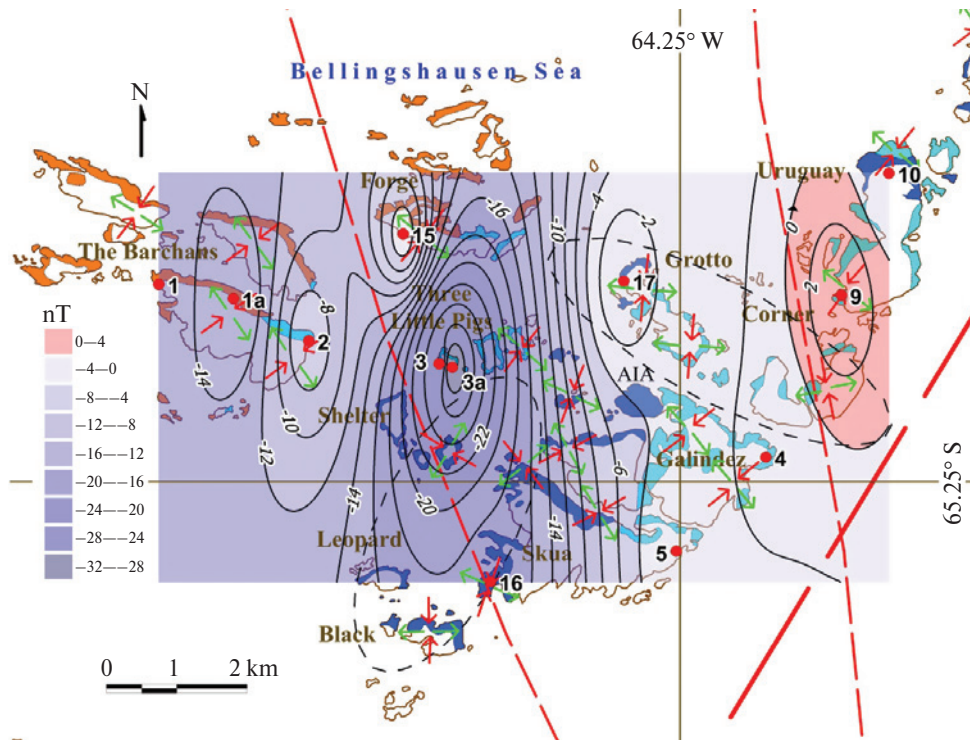 64.25° W
Bellingshausen Sea
N
Uruguay
10
Forge
-16
-4
-2
0
15
-10
The Barchans
Grotto
17
1
1a
2
9
nT
Three
Little Pigs
Corner
-8
2
0—4
3
3a
AIA
–4—0
-14
–8-–4
-10
Shelter
–12-–8
-22
–16-–12
-12
Galindez
4
–20-–16
-6
65.25° S
–24-–20
-14
-20
-14
–28-–24
Leopard
Skua
5
–32-–28
16
Black
0 1 2 km